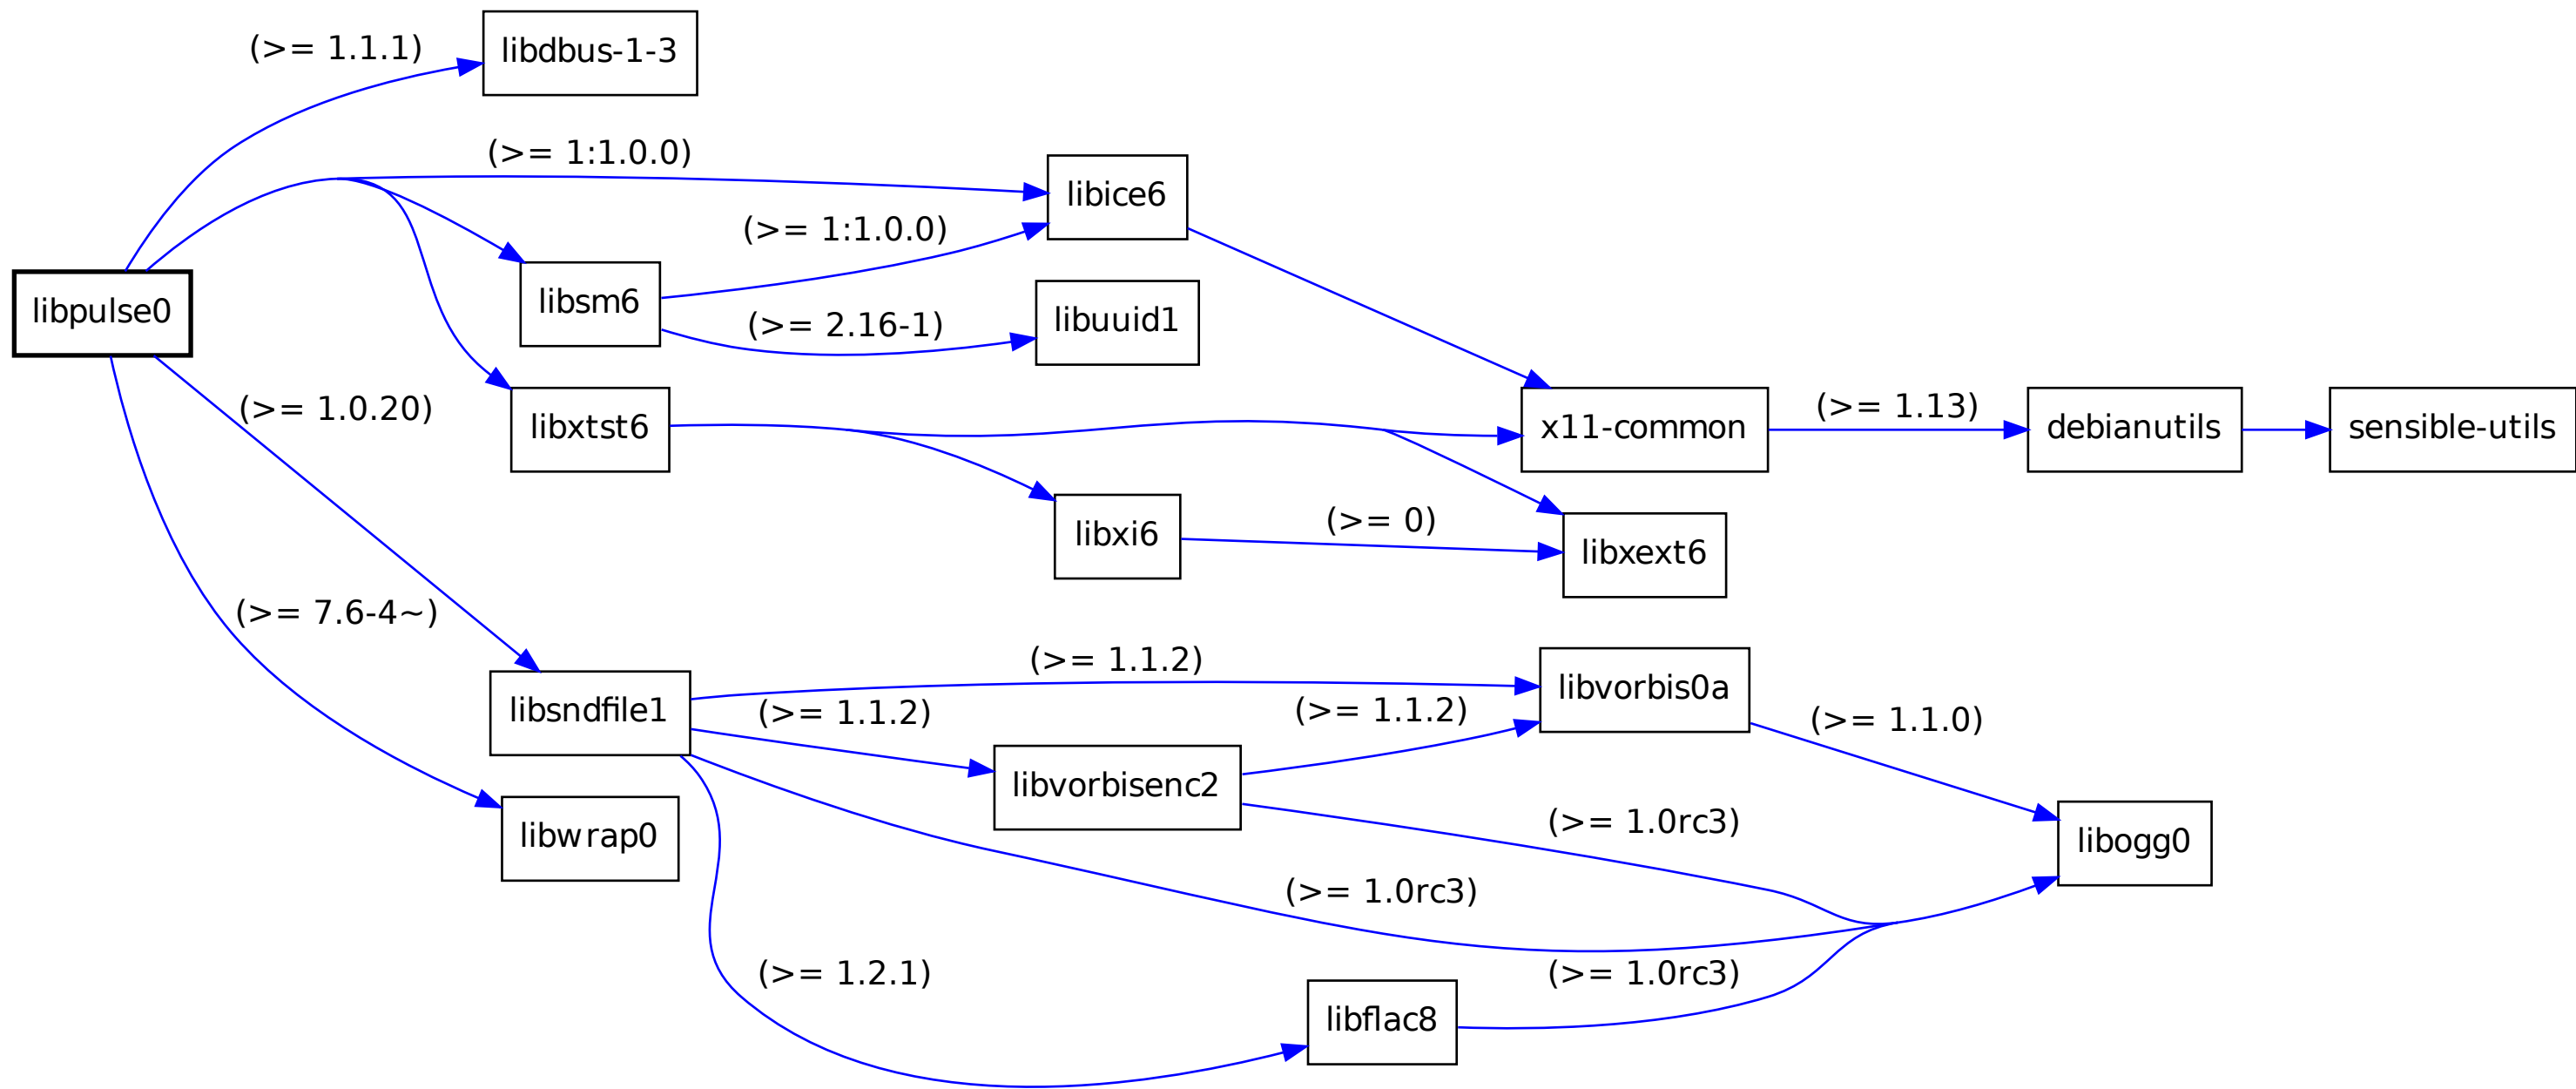 (>= 1.1.1)
libdbus-1-3
(>= 1:1.0.0)
libice6
(>= 1:1.0.0)
libpulse0
libsm6
(>= 2.16-1)
libuuid1
(>= 1.0.20)
libxtst6
x11-common
(>= 1.13)
debianutils
sensible-utils
libxi6
(>= 0)
libxext6
(>= 7.6-4~)
libsndfile1
(>= 1.1.2)
(>= 1.1.2)
(>= 1.1.2)
libvorbis0a
(>= 1.1.0)
libvorbisenc2
libwrap0
(>= 1.0rc3)
libogg0
(>= 1.0rc3)
(>= 1.2.1)
(>= 1.0rc3)
libflac8